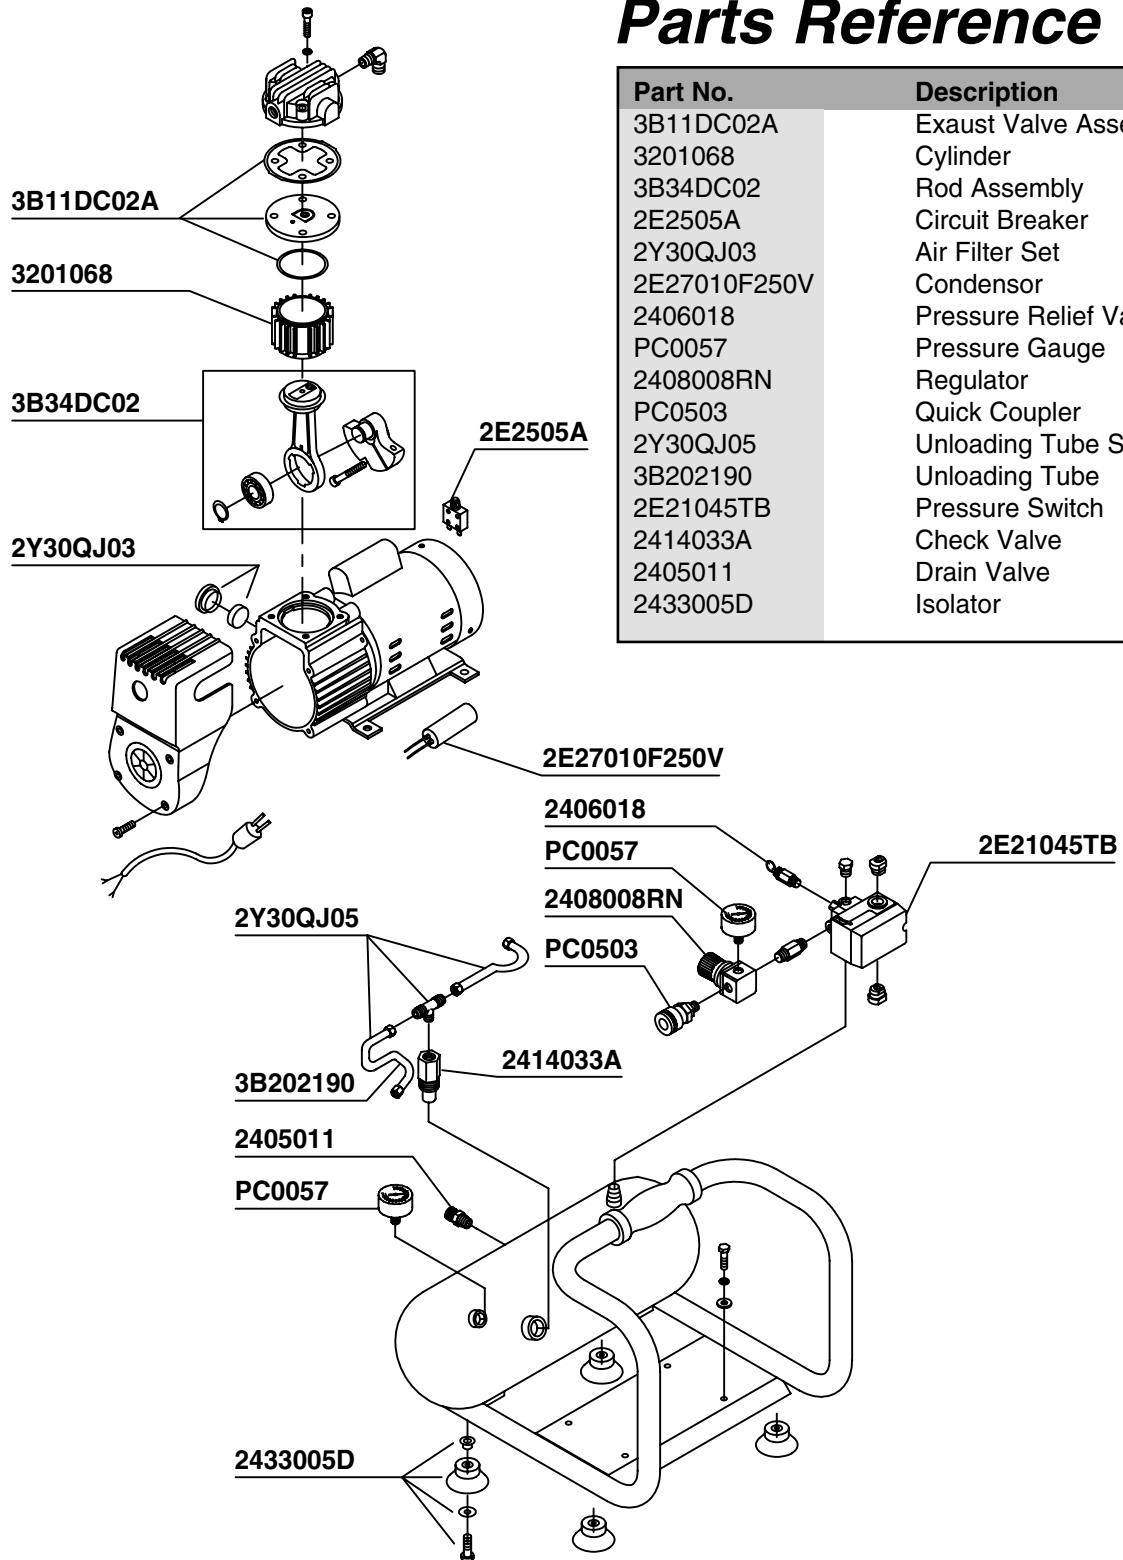 Parts Reference
Part No. Description
3B11DC02A Exaust Valve Asse
3201068 Cylinder
3B34DC02 Rod Assembly
2E2505A Circuit Breaker
2Y30QJ03 Air Filter Set
2E27010F250V Condensor
2406018 Pressure Relief Va
PC0057 Pressure Gauge
2408008RN Regulator
PC0503 Quick Coupler
2Y30QJ05 Unloading Tube S
3B202190 Unloading Tube
2E21045TB Pressure Switch
2414033A Check Valve
2405011 Drain Valve
2433005D Isolator
3B11DC02A
3201068
3B34DC02
2E2505A
2Y30QJ03
2E27010F250V
2406018
PC0057
2E21045TB
2408008RN
2Y30QJ05
PC0503
2414033A
3B202190
2405011
PC0057
2433005D